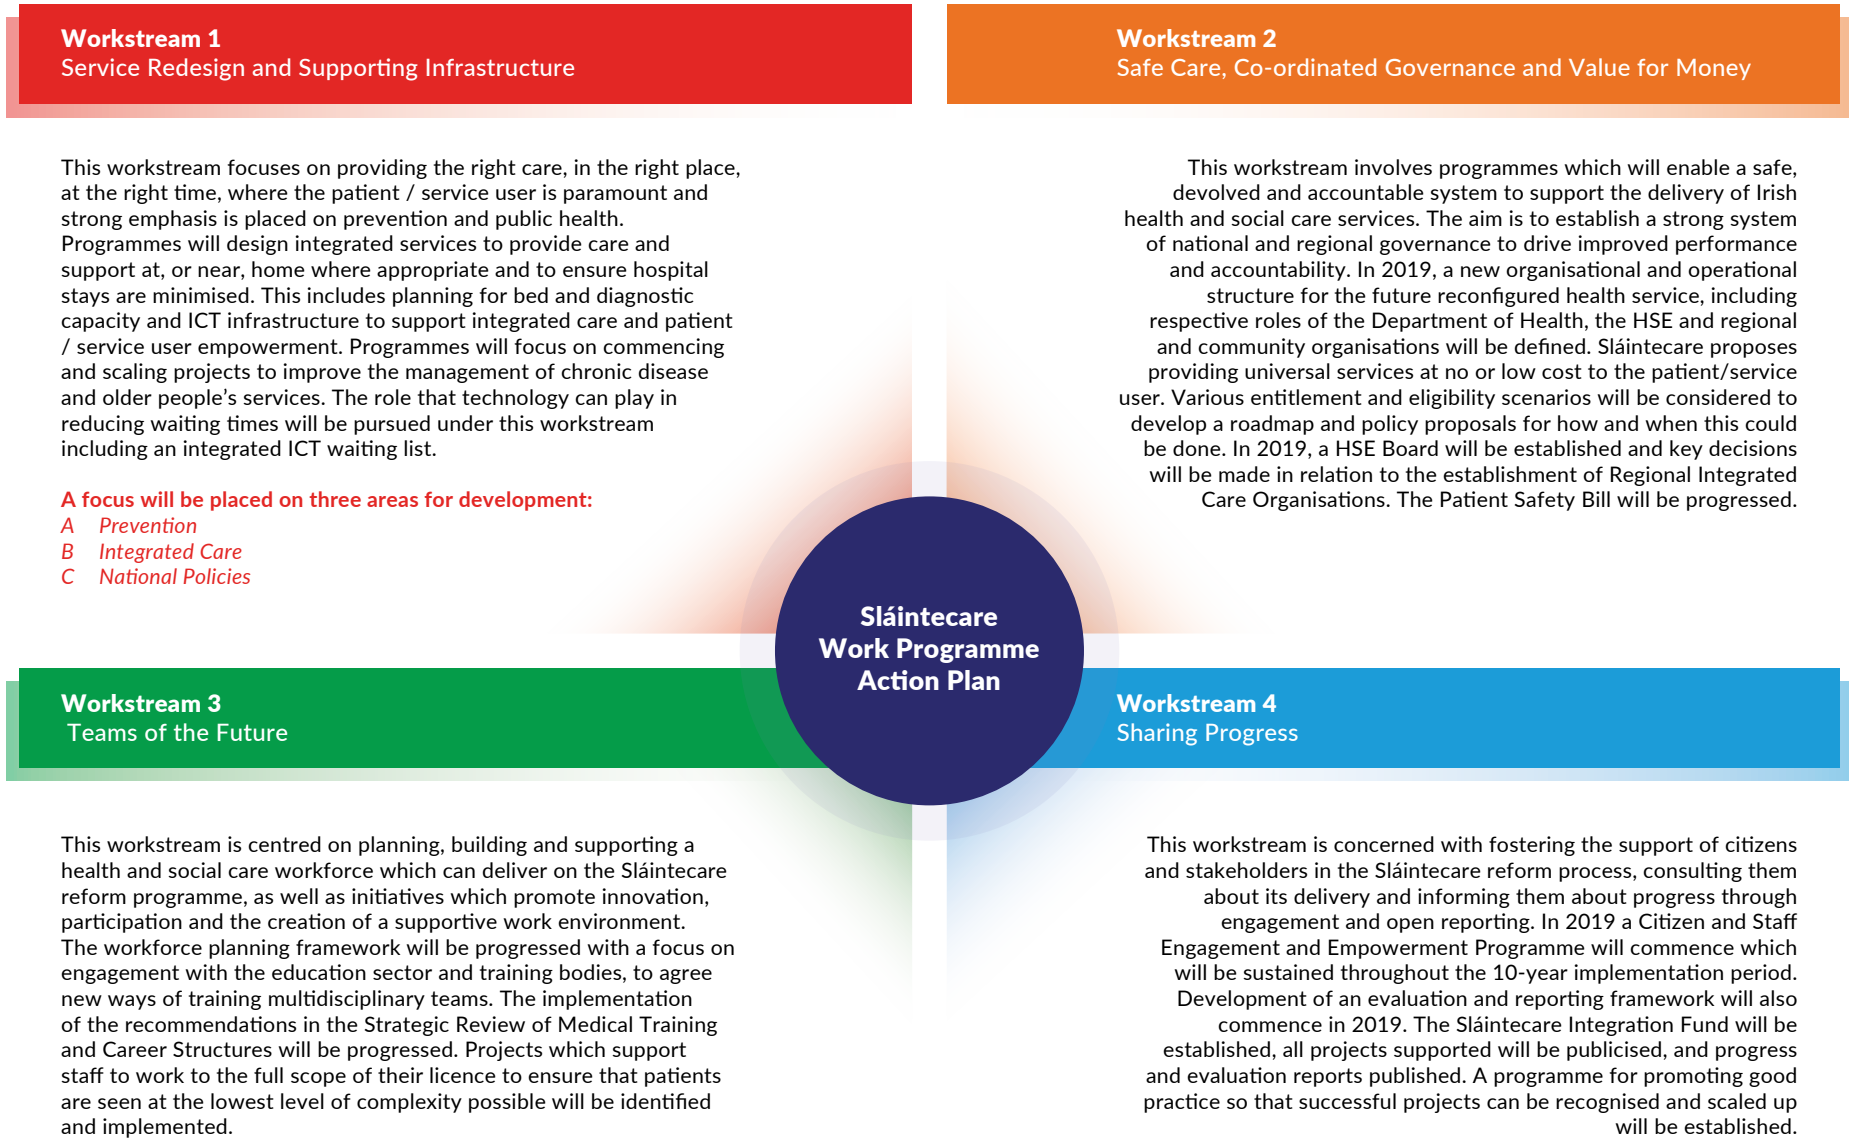 Workstream 1
Service Redesign and Supporting Infrastructure
This workstream focuses on providing the right care, in the right place,
at the right time, where the patient / service user is paramount and
strong emphasis is placed on prevention and public health.
Programmes will design integrated services to provide care and
support at, or near, home where appropriate and to ensure hospital
stays are minimised. This includes planning for bed and diagnostic
capacity and ICT infrastructure to support integrated care and patient
/ service user empowerment. Programmes will focus on commencing
and scaling projects to improve the management of chronic disease
and older people’s services. The role that technology can play in
reducing waiting times will be pursued under this workstream
including an integrated ICT waiting list.
A focus will be placed on three areas for development:
A Prevention
B Integrated Care
C National Policies
Workstream 2
Safe Care, Co-ordinated Governance and Value for Money
This workstream involves programmes which will enable a safe,
devolved and accountable system to support the delivery of Irish
health and social care services. The aim is to establish a strong system
of national and regional governance to drive improved performance
and accountability. In 2019, a new organisational and operational
structure for the future reconfigured health service, including
respective roles of the Department of Health, the HSE and regional
and community organisations will be defined. Sláintecare proposes
providing universal services at no or low cost to the patient/service
user. Various entitlement and eligibility scenarios will be considered to
develop a roadmap and policy proposals for how and when this could
be done. In 2019, a HSE Board will be established and key decisions
will be made in relation to the establishment of Regional Integrated
Care Organisations. The Patient Safety Bill will be progressed.
Sláintecare
Work Programme
Action Plan
Workstream 3
Teams of the Future
This workstream is centred on planning, building and supporting a
health and social care workforce which can deliver on the Sláintecare
reform programme, as well as initiatives which promote innovation,
participation and the creation of a supportive work environment.
The workforce planning framework will be progressed with a focus on
engagement with the education sector and training bodies, to agree
new ways of training multidisciplinary teams. The implementation
of the recommendations in the Strategic Review of Medical Training
and Career Structures will be progressed. Projects which support
staff to work to the full scope of their licence to ensure that patients
are seen at the lowest level of complexity possible will be identified
and implemented.
Workstream 4
Sharing Progress
This workstream is concerned with fostering the support of citizens
and stakeholders in the Sláintecare reform process, consulting them
about its delivery and informing them about progress through
engagement and open reporting. In 2019 a Citizen and Staff
Engagement and Empowerment Programme will commence which
will be sustained throughout the 10-year implementation period.
Development of an evaluation and reporting framework will also
commence in 2019. The Sláintecare Integration Fund will be
established, all projects supported will be publicised, and progress
and evaluation reports published. A programme for promoting good
practice so that successful projects can be recognised and scaled up
will be established.